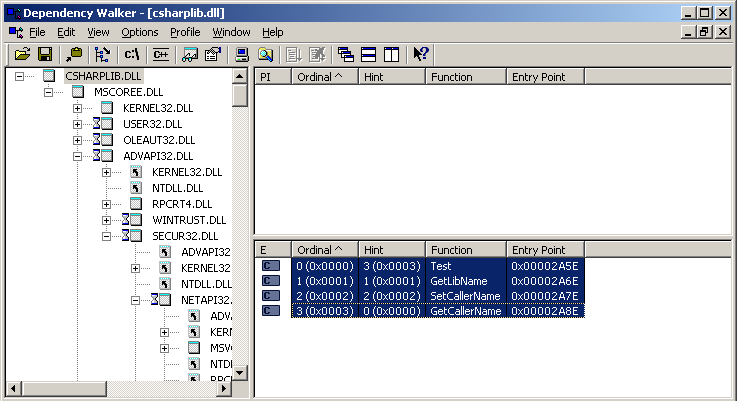 Dependency Walker - [csharplib.dll]
File Edit View Options Profile Window Help
c:\ C++
CSHARPLIB.DLL
MSCOREE.DLL
KERNEL32.DLL
USER32.DLL
OLEAUT32.DLL
ADVAPI32.DLL
KERNEL32.DLL
NTDLL.DLL
RPCRT4.DLL
WINTRUST.DLL
SECUR32.DLL
ADVAPI32
KERNEL32
NTDLL.DLL
NETAPI32.
ADV
KERN
MSVC
NTDL
RPCR
PI Ordinal ^ Hint Function Entry Point
E Ordinal ^ Hint Function Entry Point
C 0 (0x0000) 3 (0x0003) Test 0x00002A5E
C 1 (0x0001) 1 (0x0001) GetLibName 0x00002A6E
C 2 (0x0002) 2 (0x0002) SetCallerName 0x00002A7E
C 3 (0x0003) 0 (0x0000) GetCallerName 0x00002A8E